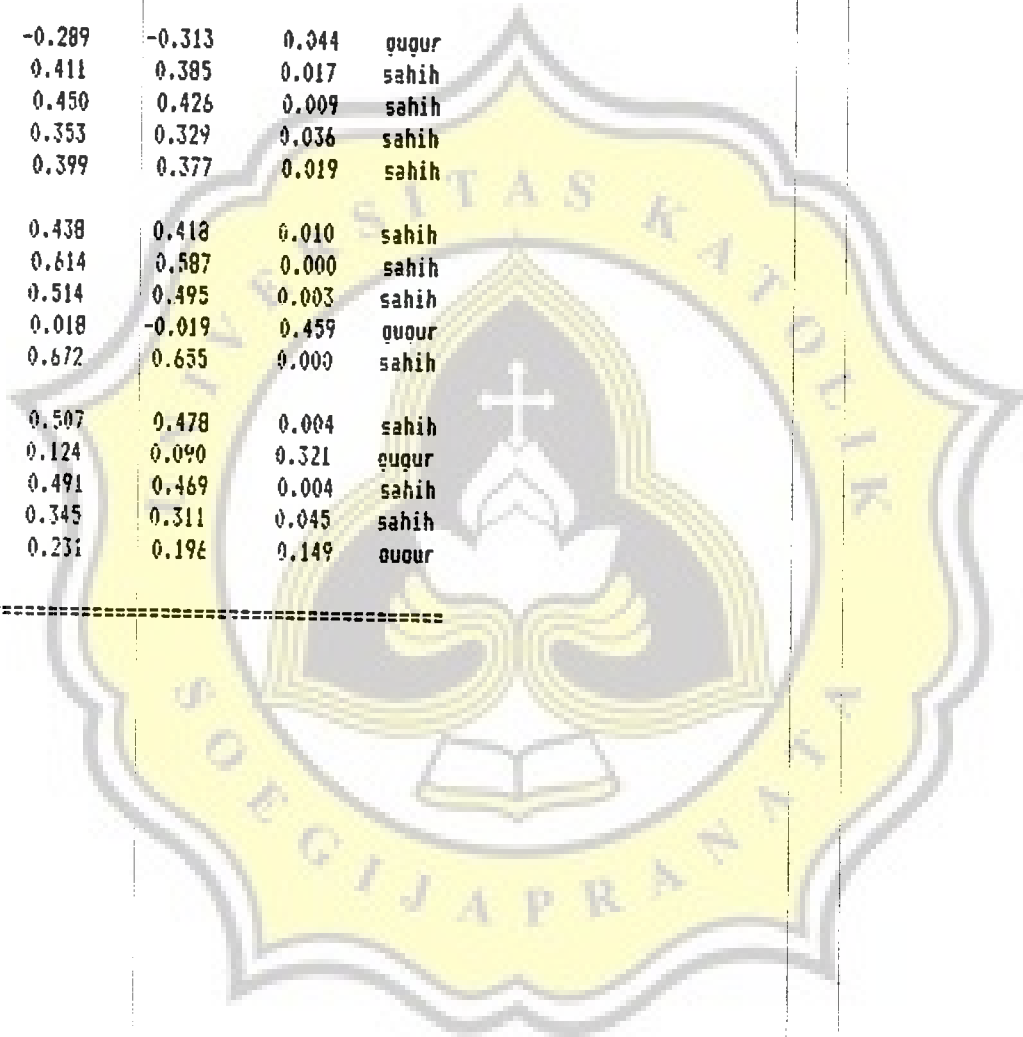 -0.289 -0.313 0.044 gugur
0.411 0.385 0.017 sahih
0.450 0.426 0.009 sahih
0.353 0.329 0.036 sahih
0.399 0.377 0.019 sahih
0.438 0.418 0.010 sahih
0.614 0.587 0.000 sahih
0.514 0.495 0.003 sahih
0.018 -0.019 0.459 gugur
0.672 0.655 0.000 sahih
0.507 0.478 0.004 sahih
0.124 0.090 0.321 gugur
0.491 0.469 0.004 sahih
0.345 0.311 0.045 sahih
0.231 0.196 0.149 gugur
================================
UNIVERSITAS KATOLIK
SOEGIJAPRANATA